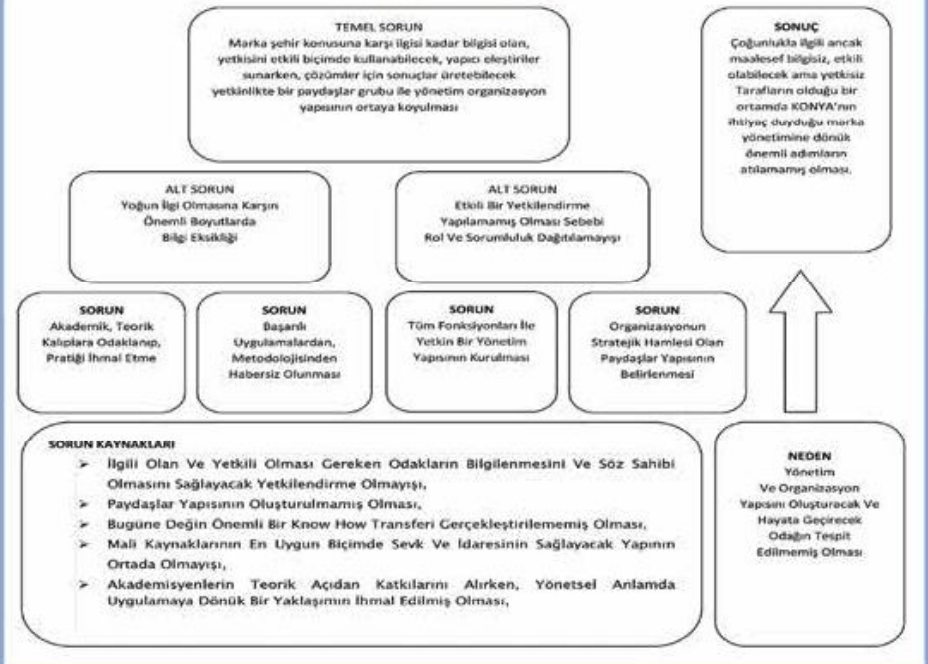 TEMEL SORUN
Marka şehir konusuna karşı ilgisi kadar bilgisi olan,
yetkisini etkili biçimde kullanabilecek, yapıcı eleştiriler
sunarken, çözümler için sonuçlar üretebilecek
yetkinlikte bir paydaşlar grubu ile yönetim organizasyon
yapısının ortaya koyulması
SONUÇ
Çoğunlukla ilgili ancak
maalesef bilgisiz, etkili
olabilecek ama yetkisiz
Tarafların olduğu bir
ortamda KONYA'nın
ihtiyaç duyduğu marka
yönetimine dönük
önemli adımların
atılamamış olması.
ALT SORUN
Yoğun İlgi Olmasına Karşın
Önemli Boyutlarda
Bilgi Eksikliği
ALT SORUN
Etkili Bir Yetkilendirme
Yapılamamış Olması Sebebi
Rol Ve Sorumluluk Dağıtılamayışı
SORUN
Akademik, Teorik
Kalıplara Odaklanıp,
Pratiği İhmal Etme
SORUN
Başarılı
Uygulamalardan,
Metodolojisinden
Habersiz Olunması
SORUN
Tüm Fonksiyonları İle
Yetkin Bir Yönetim
Yapısının Kurulması
SORUN
Organizasyonun
Stratejik Hamlesi Olan
Paydaşlar Yapısının
Belirlenmesi
SORUN KAYNAKLARI
➢ İlgili Olan Ve Yetkili Olması Gereken Odakların Bilgilenmesini Ve Söz Sahibi
Olmasını Sağlayacak Yetkilendirme Olmayışı,
➢ Paydaşlar Yapısının Oluşturulmamış Olması,
➢ Bugüne Değin Önemli Bir Know How Transferi Gerçekleştirilememiş Olması,
➢ Mali Kaynaklarının En Uygun Biçimde Sevk Ve İdaresinin Sağlayacak Yapının
Ortada Olmayışı,
➢ Akademisyenlerin Teorik Açıdan Katkılarını Alırken, Yönetsel Anlamda
Uygulamaya Dönük Bir Yaklaşımın İhmal Edilmiş Olması,
NEDEN
Yönetim
Ve Organizasyon
Yapısını Oluşturacak Ve
Hayata Geçirecek
Odağın Tespit
Edilmemiş Olması